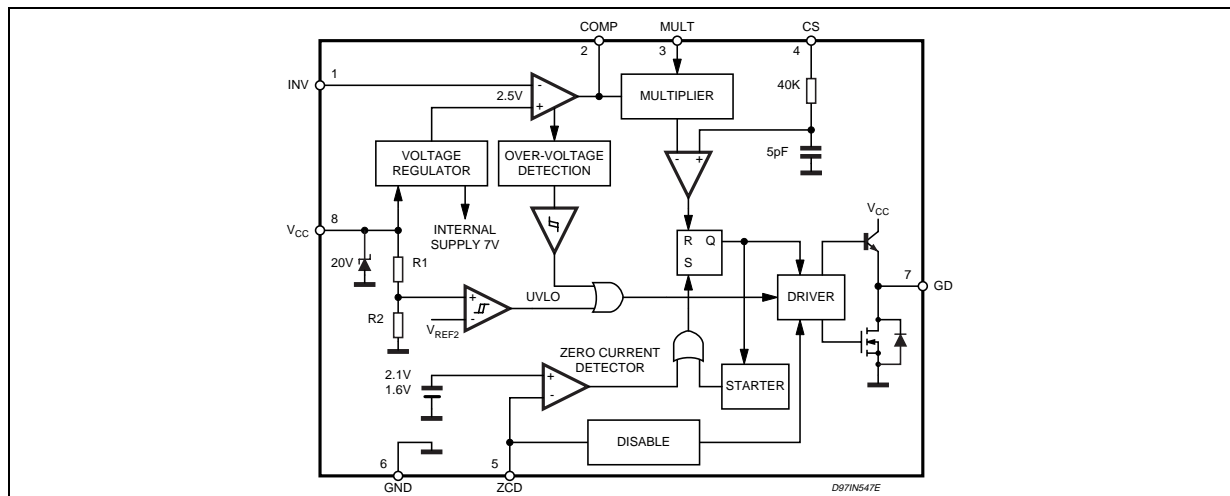 COMP
MULT
CS
2
3
4
1
INV
2.5V
-
+
MULTIPLIER
40K
5pF
VOLTAGE
REGULATOR
OVER-VOLTAGE
DETECTION
-
+
8
VCC
INTERNAL
SUPPLY 7V
20V
R1
R
Q
S
VCC
7
GD
DRIVER
R2
+
-
UVLO
VREF2
ZERO CURRENT
DETECTOR
2.1V
1.6V
+
-
STARTER
DISABLE
6
5
GND
ZCD
D97IN547E